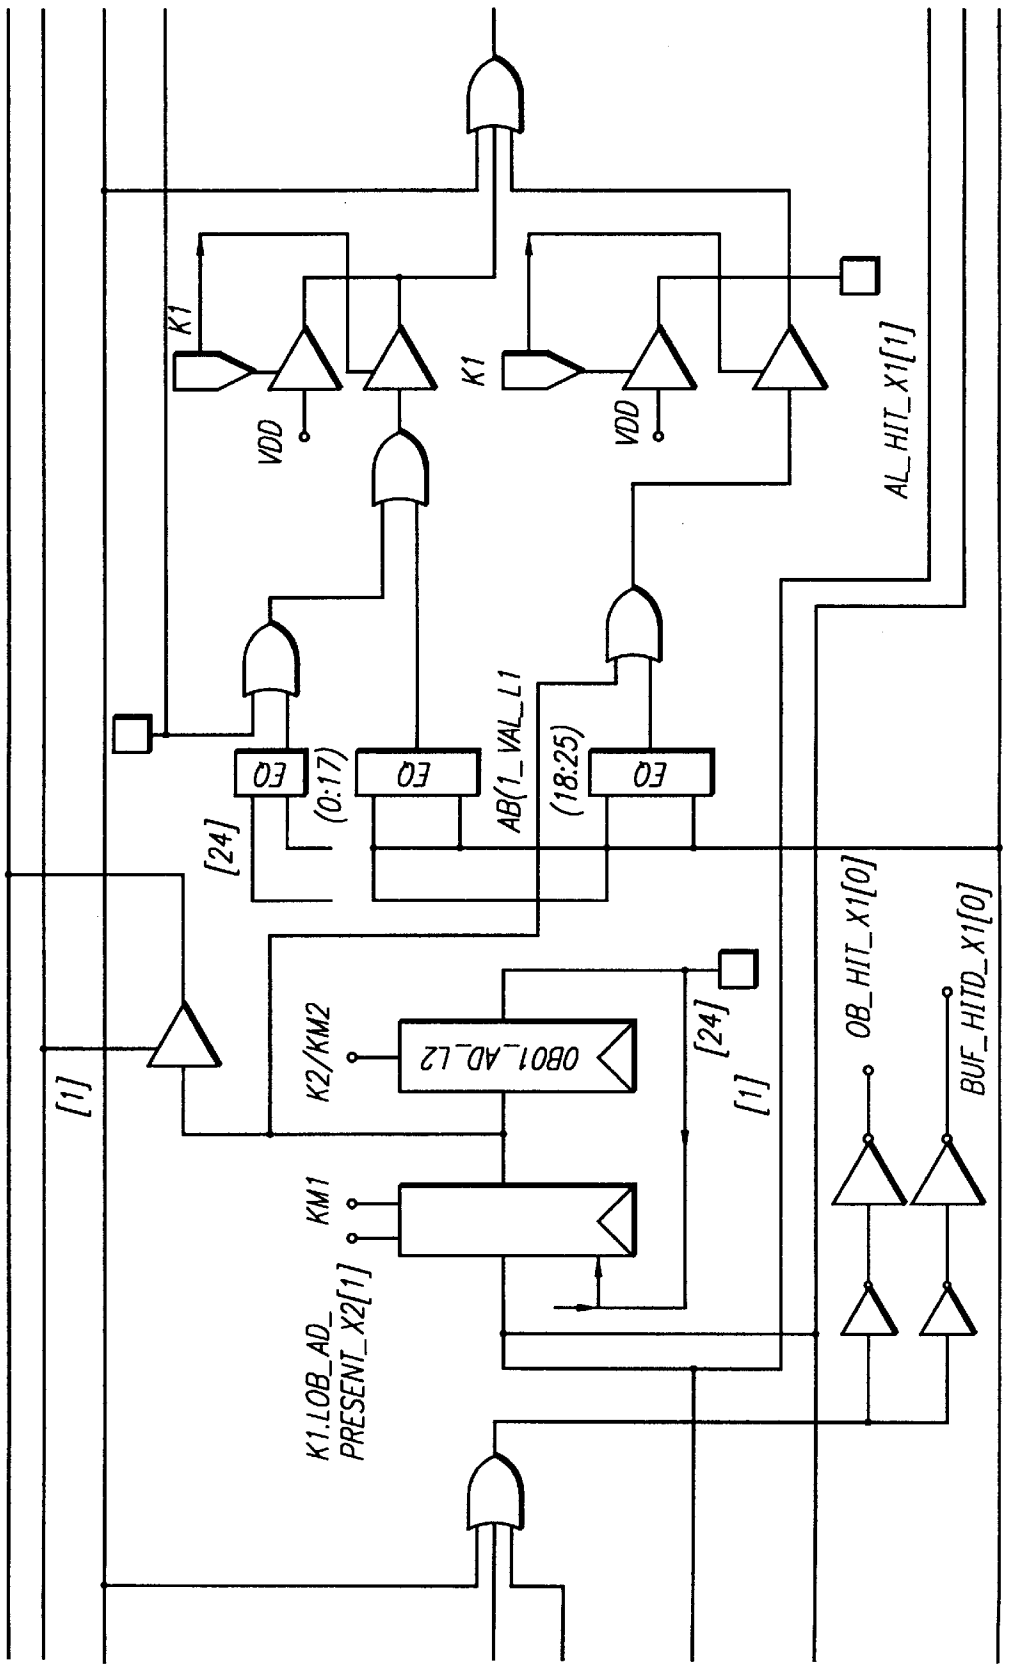 K1
VDD
K1
VDD
AL_HIT_X1[1]
EQ
(0:17)
EQ
AB(1_VAL_L1
(18:25)
EQ
[24]
[1]
K2/KM2
OB01_AD_L2
[24]
[1]
OB_HIT_X1[0]
BUF_HITD_X1[0]
KM1
K1.LOB_AD_
PRESENT_X2[1]